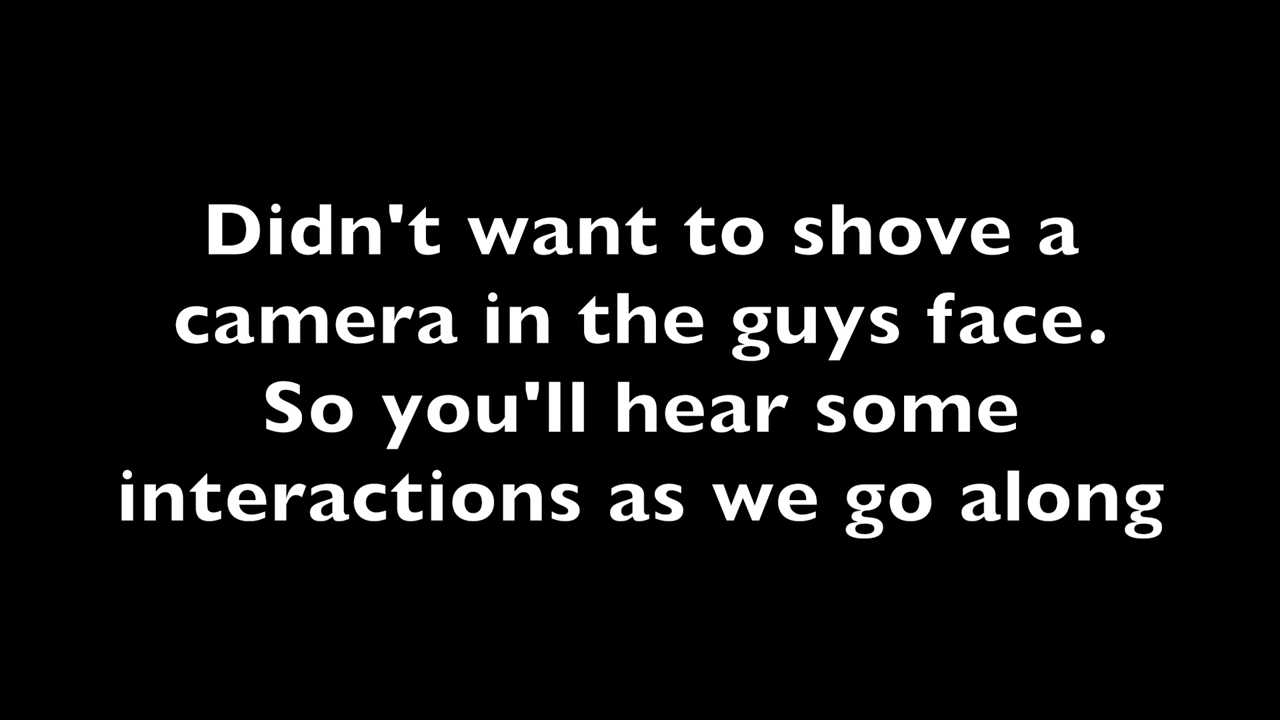 Didn't want to shove a
camera in the guys face.
So you'll hear some
interactions as we go along